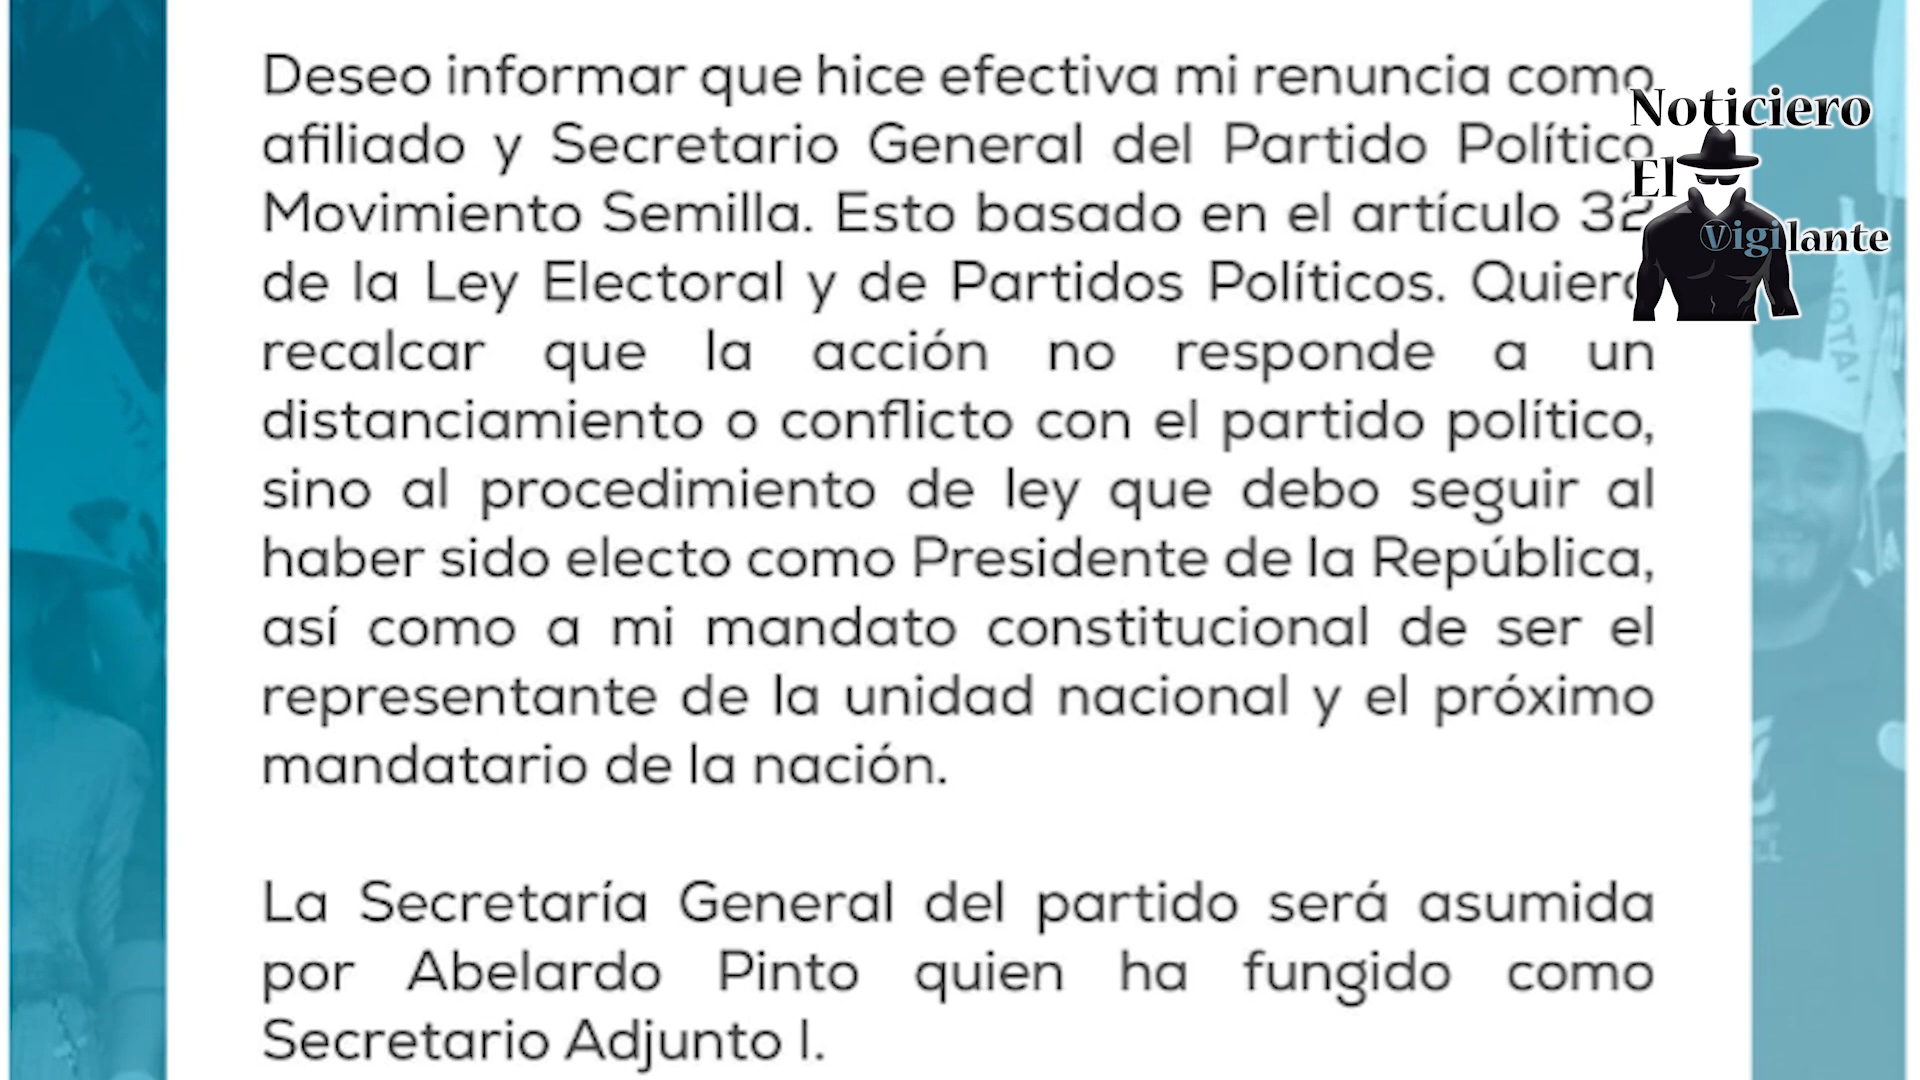 Deseo informar que hice efectiva mi renuncia como
afiliado y Secretario General del Partido Político
Movimiento Semilla. Esto basado en el artículo 32
de la Ley Electoral y de Partidos Políticos. Quiero
recalcar que la acción no responde a un
distanciamiento o conflicto con el partido político,
sino al procedimiento de ley que debo seguir al
haber sido electo como Presidente de la República,
así como a mi mandato constitucional de ser el
representante de la unidad nacional y el próximo
mandatario de la nación.
La Secretaría General del partido será asumida
por Abelardo Pinto quien ha fungido como
Secretario Adjunto I.
Noticiero
El
Vigilante